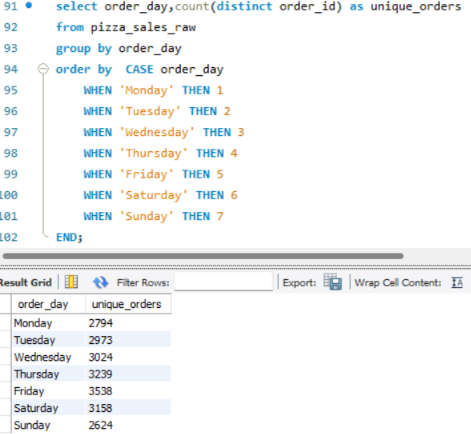 91 select order_day,count(distinct order_id) as unique_orders
92 from pizza_sales_raw
93 group by order_day
94 order by CASE order_day
95 WHEN 'Monday' THEN 1
96 WHEN 'Tuesday' THEN 2
97 WHEN 'Wednesday' THEN 3
98 WHEN 'Thursday' THEN 4
99 WHEN 'Friday' THEN 5
100 WHEN 'Saturday' THEN 6
101 WHEN 'Sunday' THEN 7
102 END;
Result Grid Filter Rows: Export: Wrap Cell Content: IA
order_day unique_orders
Monday 2794
Tuesday 2973
Wednesday 3024
Thursday 3239
Friday 3538
Saturday 3158
Sunday 2624